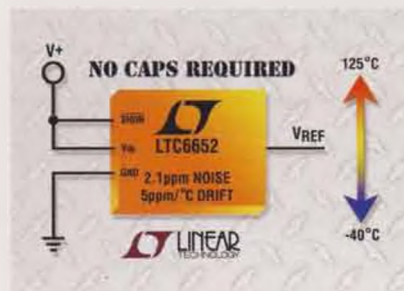 V+
NO CAPS REQUIRED
125°C
SHDN
LTC6652
VIN
VREF
GND
2.1ppm NOISE
5ppm/°C DRIFT
-40°C
LINEAR
TECHNOLOGY